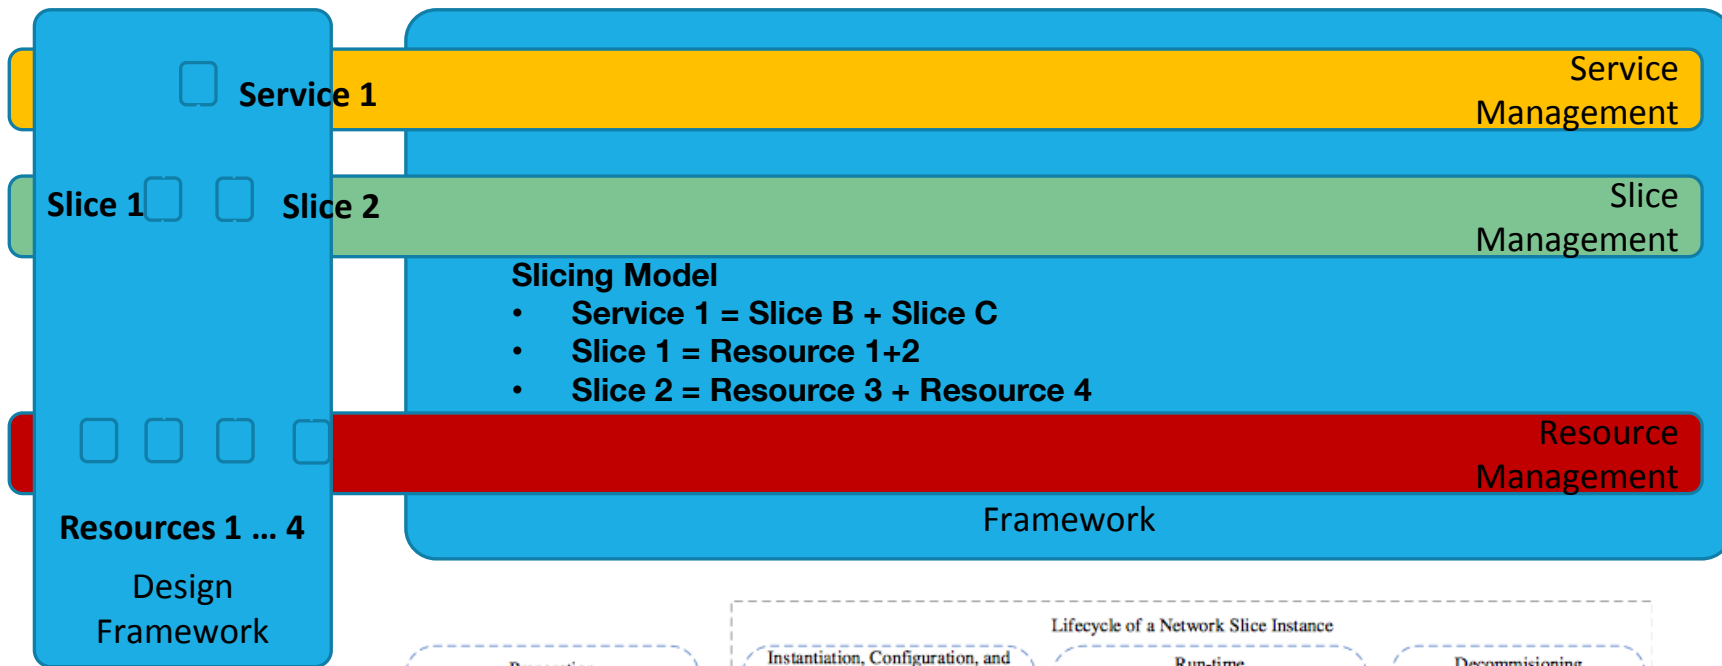 Service 1
Service
Management
Slice 1
Slice 2
Slice
Management
Slicing Model
• Service 1 = Slice B + Slice C
• Slice 1 = Resource 1+2
• Slice 2 = Resource 3 + Resource 4
Resource
Management
Resources 1 ... 4
Framework
Design
Framework
Lifecycle of a Network Slice Instance
Instantiation, Configuration, and
Run-time
Decommisioning